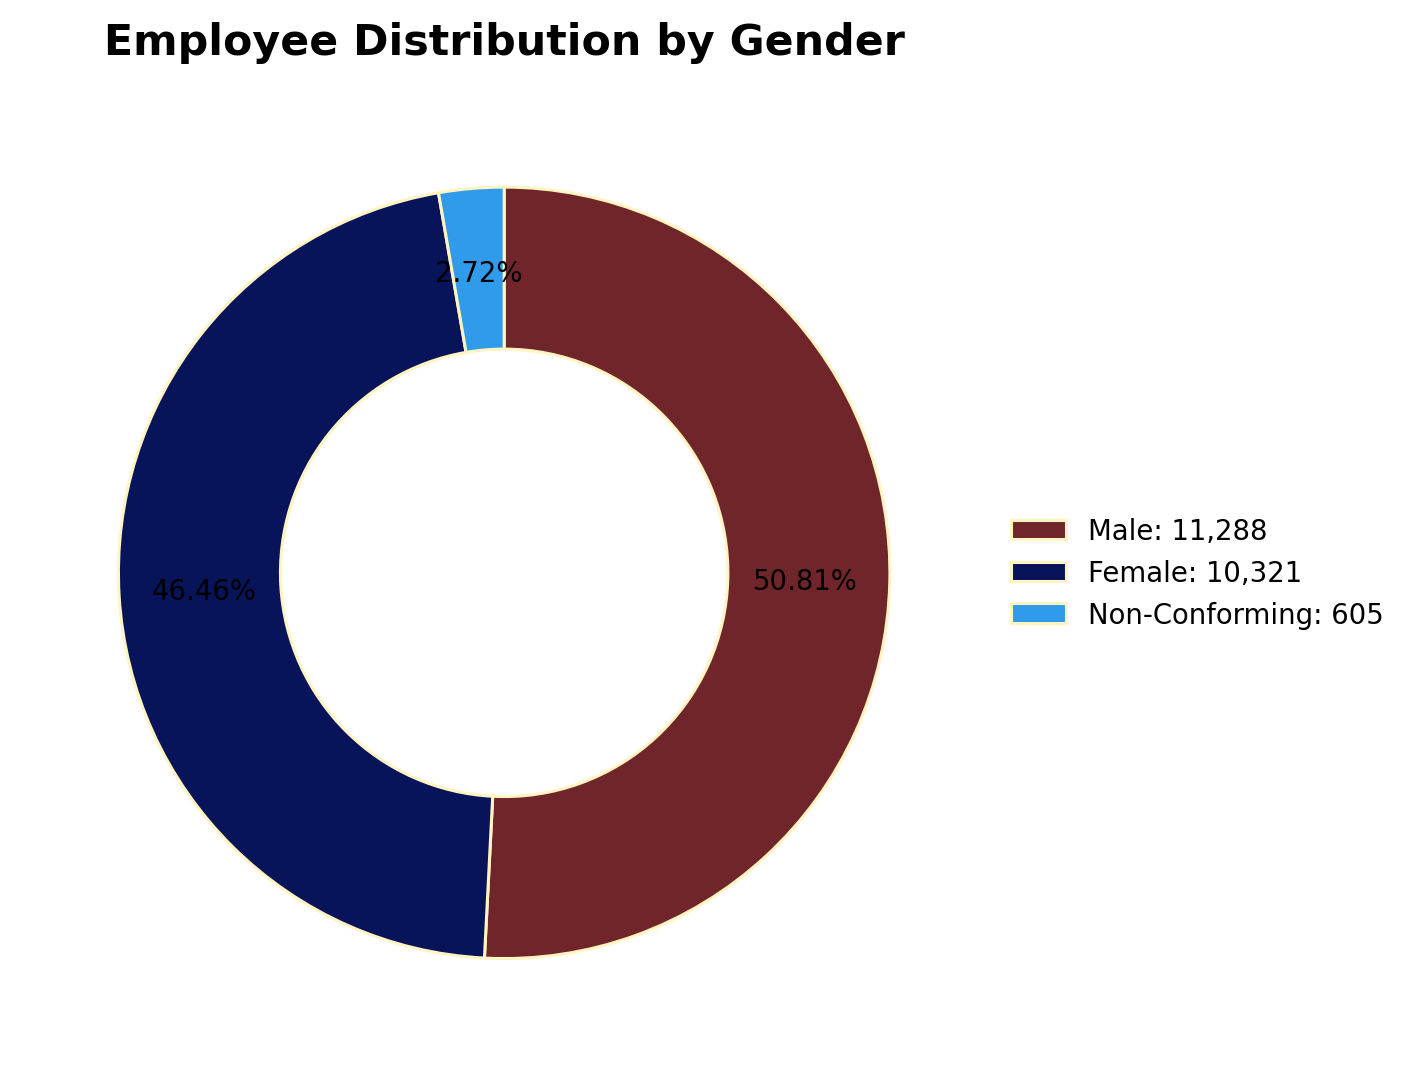 Employee Distribution by Gender
2.72%
46.46%
50.81%
Male: 11,288
Female: 10,321
Non-Conforming: 605